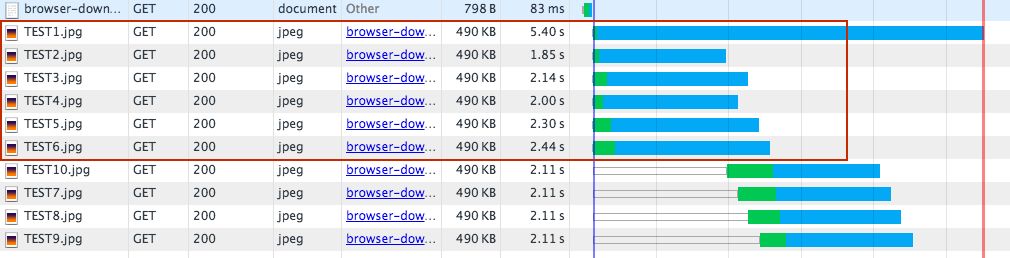 browser-down... GET 200 document Other 798 B 83 ms
TEST1.jpg GET 200 jpeg browser-dow... 490 KB 5.40 s
TEST2.jpg GET 200 jpeg browser-dow... 490 KB 1.85 s
TEST3.jpg GET 200 jpeg browser-dow... 490 KB 2.14 s
TEST4.jpg GET 200 jpeg browser-dow... 490 KB 2.00 s
TEST5.jpg GET 200 jpeg browser-dow... 490 KB 2.30 s
TEST6.jpg GET 200 jpeg browser-dow... 490 KB 2.44 s
TEST10.jpg GET 200 jpeg browser-dow... 490 KB 2.11 s
TEST7.jpg GET 200 jpeg browser-dow... 490 KB 2.11 s
TEST8.jpg GET 200 jpeg browser-dow... 490 KB 2.11 s
TEST9.jpg GET 200 jpeg browser-dow... 490 KB 2.11 s